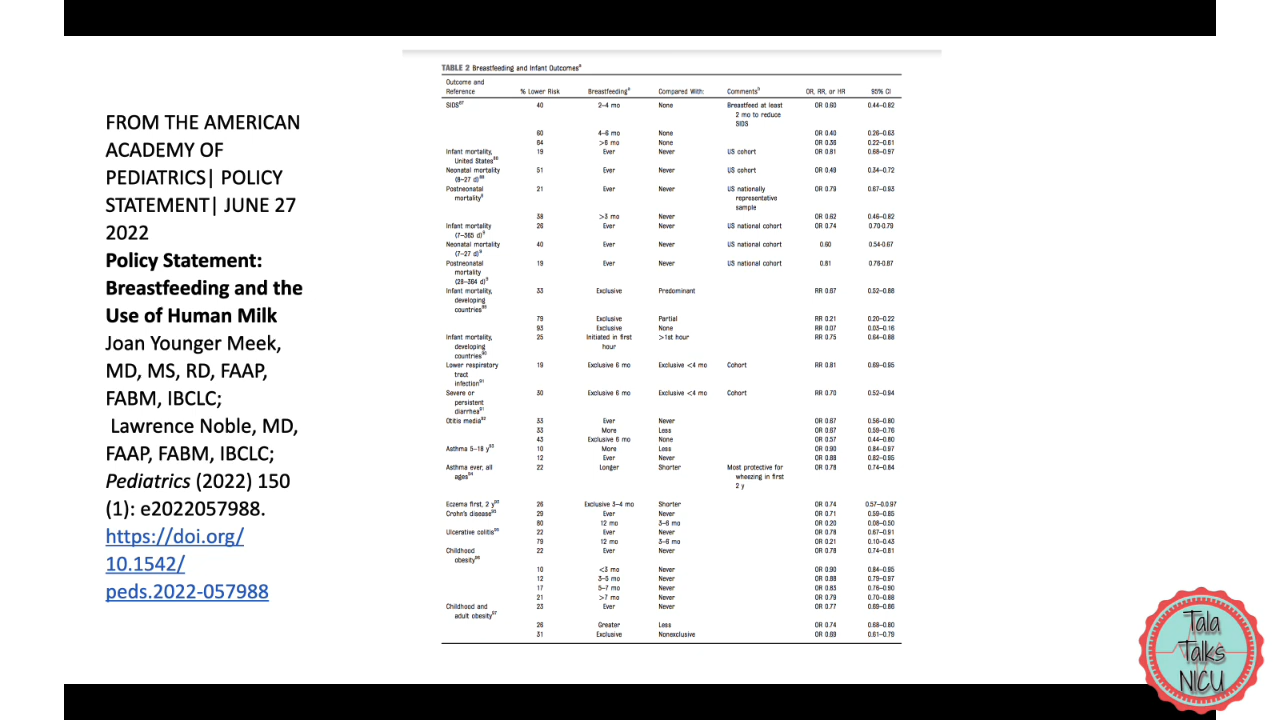 FROM THE AMERICAN
ACADEMY OF
PEDIATRICS| POLICY
STATEMENT| JUNE 27
2022
Policy Statement:
Breastfeeding and the
Use of Human Milk
Joan Younger Meek,
MD, MS, RD, FAAP,
FABM, IBCLC;
Lawrence Noble, MD,
FAAP, FABM, IBCLC;
Pediatrics (2022) 150
(1): e2022057988.
https://doi.org/
10.1542/
peds.2022-057988
TABLE 2 Breastfeeding and Infant Outcomes
Outcome and
Reference % Lower Risk Breastfeeding Compared With: Comments OR, RR, or HR 95% CI
SIDS 40 2–4 mo None Breastfeed at least OR 0.60 0.44–0.82
2 mo to reduce
SIDS
60 4–6 mo None OR 0.40 0.26–0.63
64 >6 mo None OR 0.36 0.22–0.61
Infant mortality, 19 Ever Never US cohort OR 0.81 0.68–0.97
United States
Neonatal mortality 51 Ever Never US cohort OR 0.49 0.34–0.72
(8–27 d)
Postneonatal 21 Ever Never US nationally OR 0.79 0.67–0.93
mortality representative
sample
38 >3 mo Never OR 0.62 0.46–0.82
Infant mortality 26 Ever Never US national cohort OR 0.74 0.70-0.79
(7–365 d)
Neonatal mortality 40 Ever Never US national cohort 0.60 0.54-0.67
(7–27 d)
Postneonatal 19 Ever Never US national cohort 0.81 0.76-0.87
mortality
(28–364 d)
Infant mortality, 33 Exclusive Predominant RR 0.67 0.52–0.88
developing
countries
79 Exclusive Partial RR 0.21 0.20–0.22
93 Exclusive None RR 0.07 0.03–0.16
Infant mortality, 25 Initiated in first >1st hour RR 0.75 0.64–0.88
developing hour
countries
Lower respiratory 19 Exclusive 6 mo Exclusive <4 mo Cohort RR 0.81 0.69–0.95
tract
infection
Severe or 30 Exclusive 6 mo Exclusive <4 mo Cohort RR 0.70 0.52–0.94
persistent
diarrhea
Otitis media 33 Ever Never OR 0.67 0.56–0.80
33 More Less OR 0.67 0.59–0.76
43 Exclusive 6 mo None OR 0.57 0.44–0.80
Asthma 5–18 y 10 More Less OR 0.90 0.84–0.97
12 Ever Never OR 0.88 0.82–0.95
Asthma ever, all 22 Longer Shorter Most protective for OR 0.78 0.74–0.84
ages wheezing in first
2 y
Eczema first, 2 y 26 Exclusive 3–4 mo Shorter OR 0.74 0.57–0.0.97
Crohn's disease 29 Ever Never OR 0.71 0.59–0.85
80 12 mo 3–6 mo OR 0.20 0.08–0.50
Ulcerative colitis 22 Ever Never OR 0.78 0.67–0.91
79 12 mo 3–6 mo OR 0.21 0.10–0.43
Childhood 22 Ever Never OR 0.78 0.74–0.81
obesity
10 <3 mo Never OR 0.90 0.84–0.95
12 3–5 mo Never OR 0.88 0.79–0.97
17 5–7 mo Never OR 0.83 0.76–0.90
21 >7 mo Never OR 0.79 0.70–0.88
Childhood and 23 Ever Never OR 0.77 0.69–0.86
adult obesity
26 Greater Less OR 0.74 0.68–0.80
31 Exclusive Nonexclusive OR 0.69 0.61–0.79
Tala
Talks
NICU